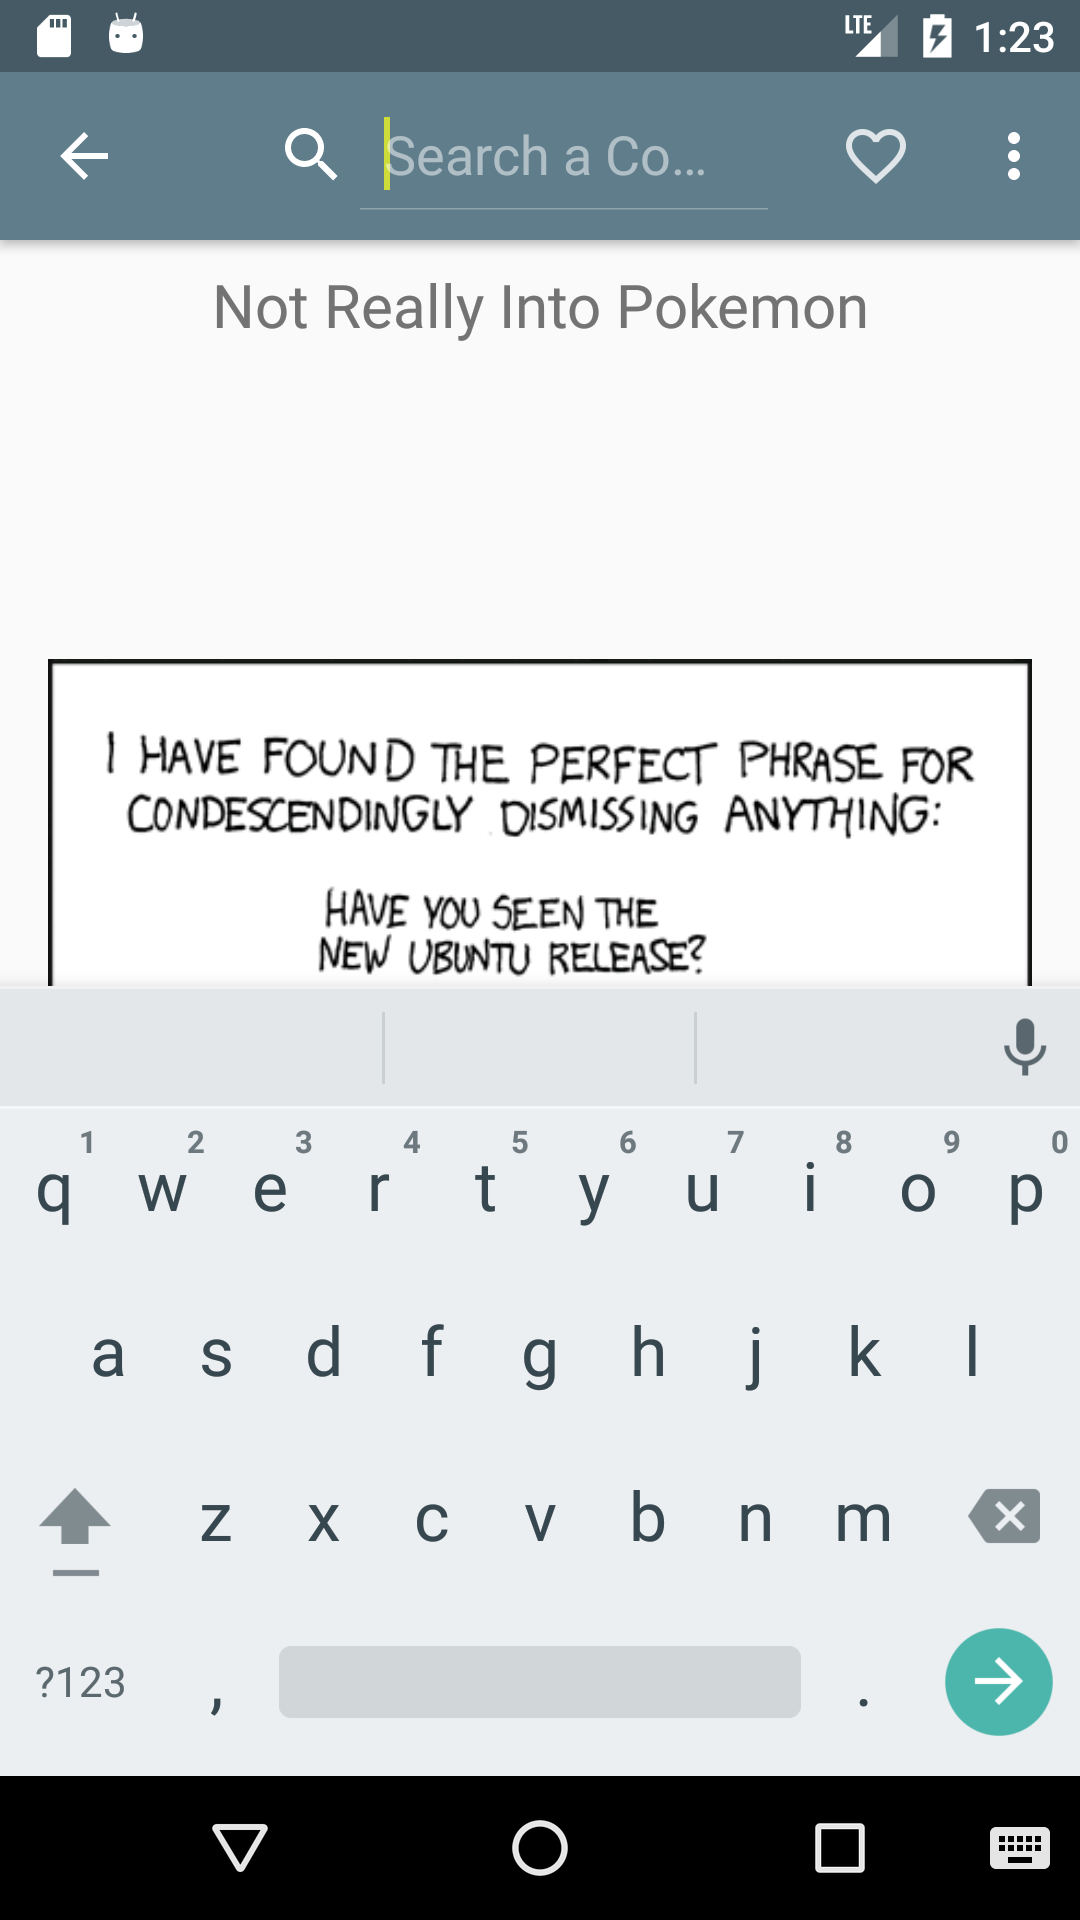 LTE 1:23
Search a Co...
Not Really Into Pokemon
I HAVE FOUND THE PERFECT PHRASE FOR
CONDESCENDINGLY DISMISSING ANYTHING:
HAVE YOU SEEN THE
NEW UBUNTU RELEASE?
1 2 3 4 5 6 7 8 9 0
q w e r t y u i o p
a s d f g h j k l
z x c v b n m
?123 , .